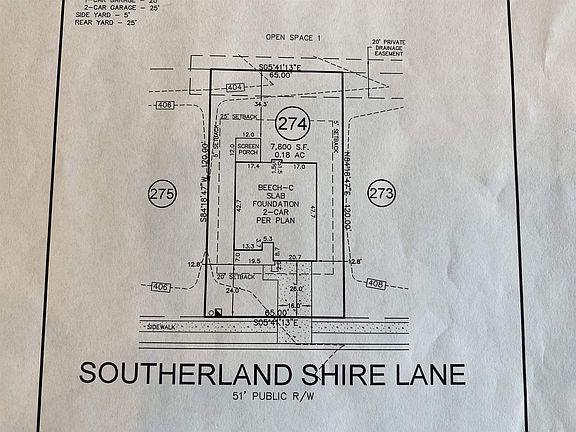 2-CAR GARAGE - 25'
SIDE YARD - 5'
REAR YARD - 25'
OPEN SPACE 1
20' PRIVATE
DRAINAGE
EASEMENT
S05°41'13"E
65.00'
404
406
34.3'
274
25' SETBACK
5' SETBACK
5' SETBACK
12.0
12.0
SCREEN
PORCH
7,800 S.F.
0.18 AC
S84°18'47"W - 120.00'
N84°18'47"E - 120.00'
17.4
17.0
275
273
BEECH-C
SLAB
FOUNDATION
2-CAR
PER PLAN
42.7
47.7
13.3
5.3
8.7
7.0
12.8'
19.5
20.7
12.8'
20' SETBACK
24.0'
26.0'
406
408
16.0'
65.00'
S05°41'13"E
SIDEWALK
SOUTHERLAND SHIRE LANE
51' PUBLIC R/W